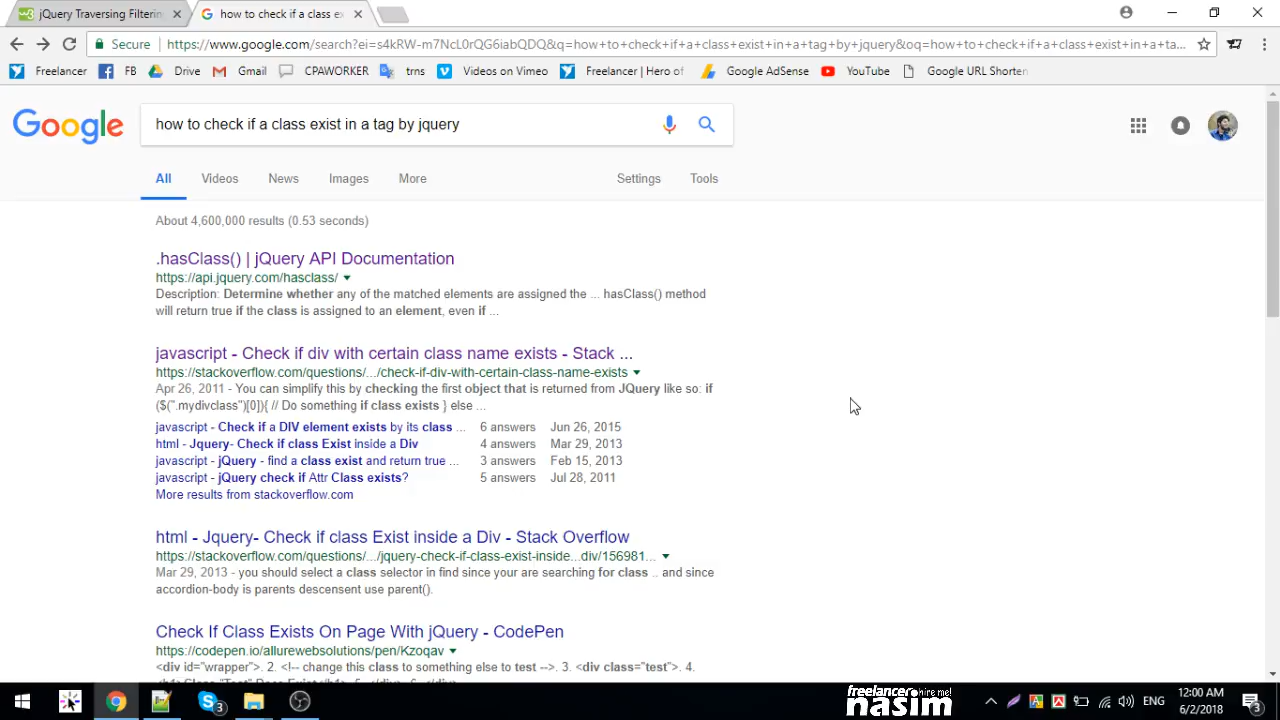 jQuery Traversing Filterin
how to check if a class ex
Secure
https://www.google.com/search?ei=s4kRW-m7NcL0rQG6iabQDQ&q=how+to+check+if+a+class+exist+in+a+tag+by+jquery&oq=how+to+check+if+a+class+exist+in+a+ta...
Freelancer
FB
Drive
Gmail
CPAWORKER
trns
Videos on Vimeo
Freelancer | Hero of
Google AdSense
YouTube
Google URL Shorten
Google
how to check if a class exist in a tag by jquery
All
Videos
News
Images
More
Settings
Tools
About 4,600,000 results (0.53 seconds)
.hasClass() | jQuery API Documentation
https://api.jquery.com/hasclass/
Description: Determine whether any of the matched elements are assigned the ... hasClass() method
will return true if the class is assigned to an element, even if ...
javascript - Check if div with certain class name exists - Stack ...
https://stackoverflow.com/questions/.../check-if-div-with-certain-class-name-exists
Apr 26, 2011 - You can simplify this by checking the first object that is returned from JQuery like so: if
($(".mydivclass")[0]){ // Do something if class exists } else ...
javascript - Check if a DIV element exists by its class ... 6 answers Jun 26, 2015
html - Jquery- Check if class Exist inside a Div 4 answers Mar 29, 2013
javascript - jQuery - find a class exist and return true ... 3 answers Feb 15, 2013
javascript - jQuery check if Attr Class exists? 5 answers Jul 28, 2011
More results from stackoverflow.com
html - Jquery- Check if class Exist inside a Div - Stack Overflow
https://stackoverflow.com/questions/.../jquery-check-if-class-exist-inside...div/156981...
Mar 29, 2013 - you should select a class selector in find since your are searching for class .. and since
accordion-body is parents descensent use parent().
Check If Class Exists On Page With jQuery - CodePen
https://codepen.io/allurewebsolutions/pen/Kzoqav
<div id="wrapper">. 2. <!-- change this class to something else to test -->. 3. <div class="test">. 4.
3
freelancer hire me!
nasim
ENG
12:00 AM
6/2/2018
3